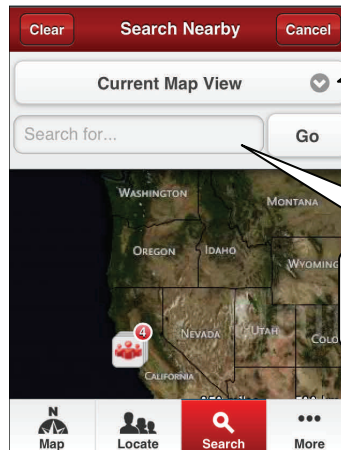 Clear Search Nearby Cancel
Current Map View
Search for... Go
WASHINGTON MONTANA
OREGON IDAHO
WYOMING
4 NEVADA UTAH COLO
CALIFORNIA
N
Map Locate Search More